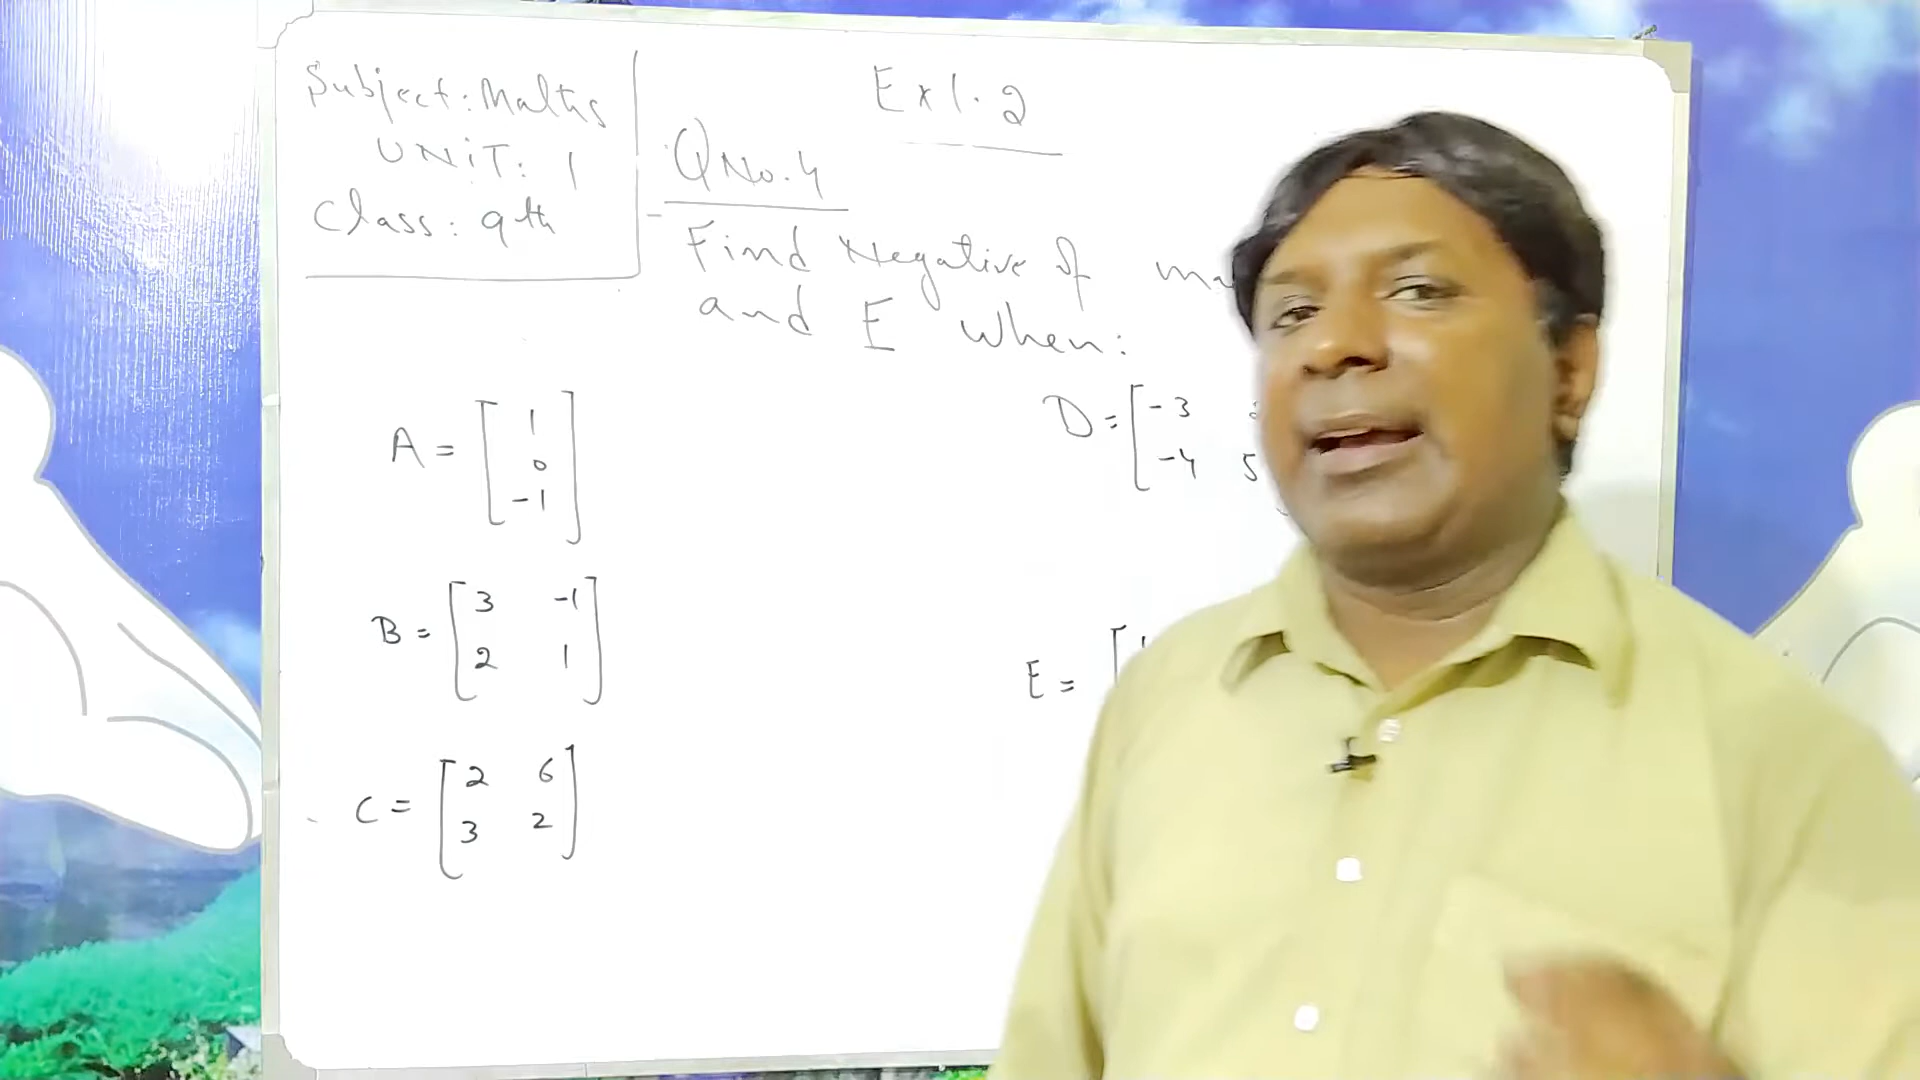 Subject: Maths
UNIT: 1
Class: 9th
Ex 1.2
Q No. 4
Find Negative of
and E when:
A = [ 1
0
-1 ]
B = [ 3 -1
2 1 ]
C = [ 2 6
3 2 ]
D = [ -3
-4 5
E = [